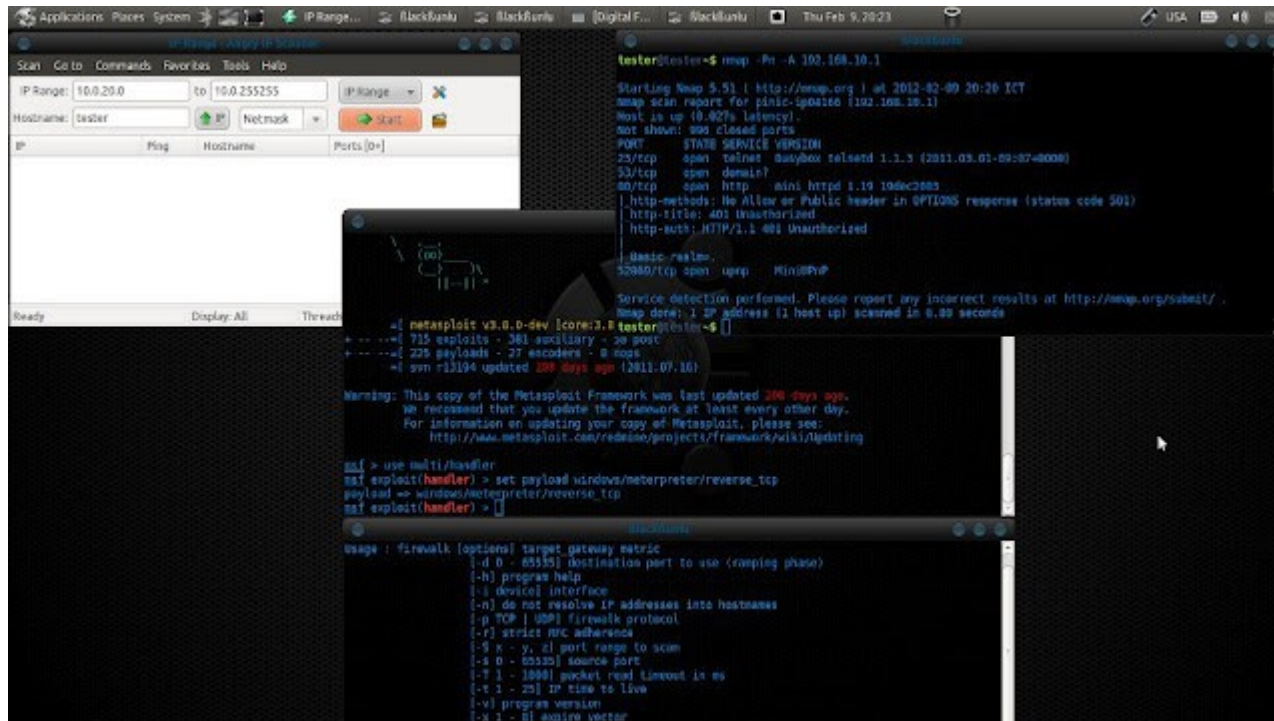 Applications Places System
IP Range...
BlackBuntu
BlackBuntu
[Digital F...
BlackBuntu
Thu Feb 9, 20:23
USA
IP Range - Angry IP Scanner
Scan Go to Commands Favorites Tools Help
IP Range: 10.0.20.0 to 10.0.255255 IP Range
Hostname: tester IP Netmask Start
IP Ping Hostname Ports [0+]
Ready Display: All Thread
BlackBuntu
tester@tester~$ nmap -Pn -A 192.168.10.1
Starting Nmap 5.51 ( http://nmap.org ) at 2012-02-09 20:20 ICT
Nmap scan report for (192.168.10.1)
Host is up (0.027s latency).
Not shown: closed ports
PORT STATE SERVICE VERSION
23/tcp open telnet Busybox telnetd 1.1.3 (2011.03.01-09:07+0000)
53/tcp open domain?
80/tcp open http mini_httpd 1.19 19dec2003
|_http-methods: No Allow or Public header in OPTIONS response (status code 501)
| http-title: 401 Unauthorized
| http-auth: HTTP/1.1 401 Unauthorized
|
|_Basic realm=.
open upnp MiniUPnP
Service detection performed. Please report any incorrect results at http://nmap.org/submit/ .
Nmap done: 1 IP address (1 host up) scanned in seconds
tester@tester~$
\ ,__,
\ (oo)____
(__) )\
||--|| *
=[ metasploit v3.8.0-dev [core:3.8
+ -- --=[ 715 exploits - 381 auxiliary - post
+ -- --=[ 225 payloads - 27 encoders - 8 nops
=[ svn r13194 updated 208 days ago (2011.07.16)
Warning: This copy of the Metasploit Framework was last updated 208 days ago.
We recommend that you update the framework at least every other day.
For information on updating your copy of Metasploit, please see:
http://www.metasploit.com/redmine/projects/framework/wiki/Updating
msf > use multi/handler
msf exploit(handler) > set payload windows/meterpreter/reverse_tcp
payload => windows/meterpreter/reverse_tcp
msf exploit(handler) >
BlackBuntu
Usage : firewalk [options] target_gateway metric
[-d 0 - 65535] destination port to use (ramping phase)
[-h] program help
[-i device] interface
[-n] do not resolve IP addresses into hostnames
[-p TCP | UDP] firewalk protocol
[-r] strict RFC adherence
[-S x - y, z] port range to scan
[-s 0 - 65535] source port
[-T 1 - 1000] packet read timeout in ms
[-t 1 - 25] IP time to live
[-v] program version
[-x 1 - 8] expire vector